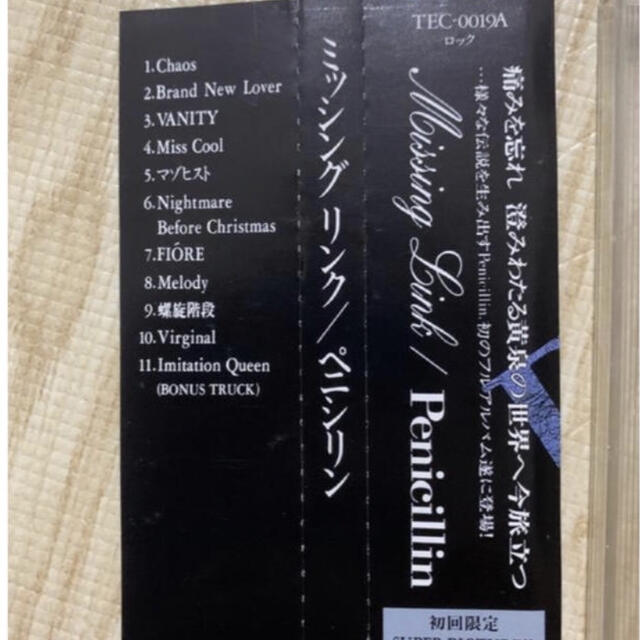 1.Chaos
2.Brand New Lover
3.VANITY
4.Miss Cool
5.マゾヒスト
6.Nightmare
Before Christmas
7.FIÓRE
8.Melody
9.螺旋階段
10.Virginal
11.Imitation Queen
(BONUS TRUCK)
ミッシング リンク/ペニシリン
TEC-0019A
ロック
Missing Link / Penicillin
痛みを忘れ 澄みわたる黄泉の世界へ今旅立つ
…様々な伝説を生み出すPenicillin、初のフルアルバム遂に登場!
初回限定